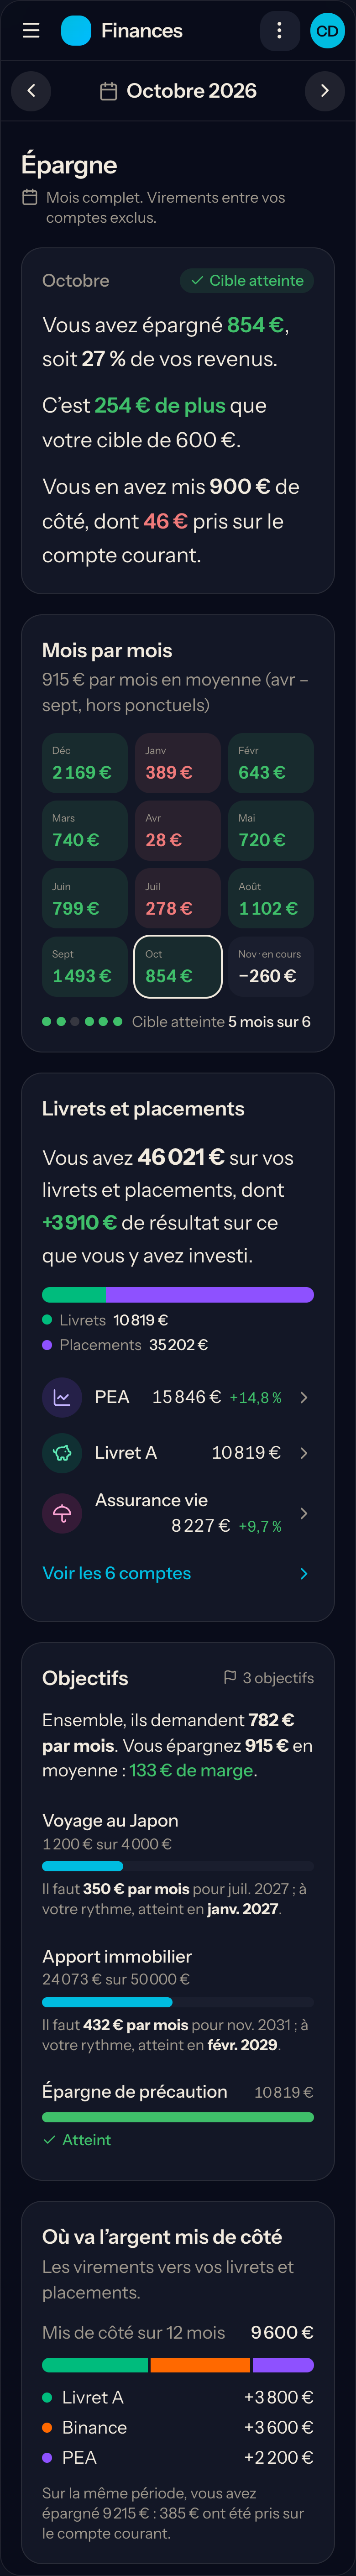 Finances
CD
Octobre 2026
Épargne
Mois complet. Virements entre vos
comptes exclus.
Octobre
Cible atteinte
Vous avez épargné 854 €,
soit 27 % de vos revenus.
C’est 254 € de plus que
votre cible de 600 €.
Vous en avez mis 900 € de
côté, dont 46 € pris sur le
compte courant.
Mois par mois
915 € par mois en moyenne (avr –
sept, hors ponctuels)
Déc
2 169 €
Janv
389 €
Févr
643 €
Mars
740 €
Avr
28 €
Mai
720 €
Juin
799 €
Juil
278 €
Août
1 102 €
Sept
1 493 €
Oct
854 €
Nov · en cours
−260 €
Cible atteinte 5 mois sur 6
Livrets et placements
Vous avez 46 021 € sur vos
livrets et placements, dont
+3 910 € de résultat sur ce
que vous y avez investi.
Livrets 10 819 €
Placements 35 202 €
PEA 15 846 € +14,8 %
Livret A 10 819 €
Assurance vie
8 227 € +9,7 %
Voir les 6 comptes
Objectifs
3 objectifs
Ensemble, ils demandent 782 €
par mois. Vous épargnez 915 € en
moyenne : 133 € de marge.
Voyage au Japon
1 200 € sur 4 000 €
Il faut 350 € par mois pour juil. 2027 ; à
votre rythme, atteint en janv. 2027.
Apport immobilier
24 073 € sur 50 000 €
Il faut 432 € par mois pour nov. 2031 ; à
votre rythme, atteint en févr. 2029.
Épargne de précaution 10 819 €
Atteint
Où va l’argent mis de côté
Les virements vers vos livrets et
placements.
Mis de côté sur 12 mois 9 600 €
Livret A +3 800 €
Binance +3 600 €
PEA +2 200 €
Sur la même période, vous avez
épargné 9 215 € : 385 € ont été pris sur
le compte courant.